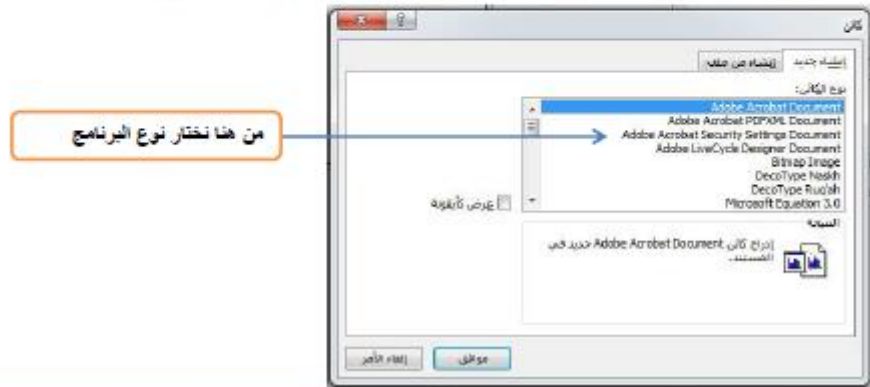 كائن
إنشاء جديد إنشاء من ملف
نوع الكائن:
Adobe Acrobat Document
Adobe Acrobat PDFXML Document
Adobe Acrobat Security Settings Document
Adobe LiveCycle Designer Document
Bitmap Image
DecoType Naskh
DecoType Ruq'ah
Microsoft Equation 3.0
عرض كأيقونة
النتيجة
إدراج كائن Adobe Acrobat Document جديد في
المستند.
موافق إلغاء الأمر
من هنا نختار نوع البرنامج